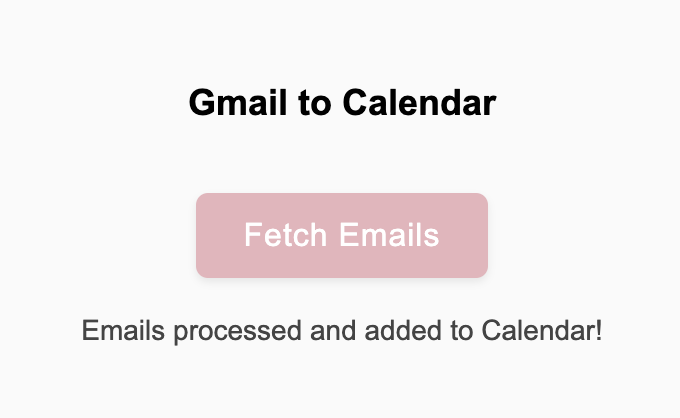 Gmail to Calendar
Fetch Emails
Emails processed and added to Calendar!